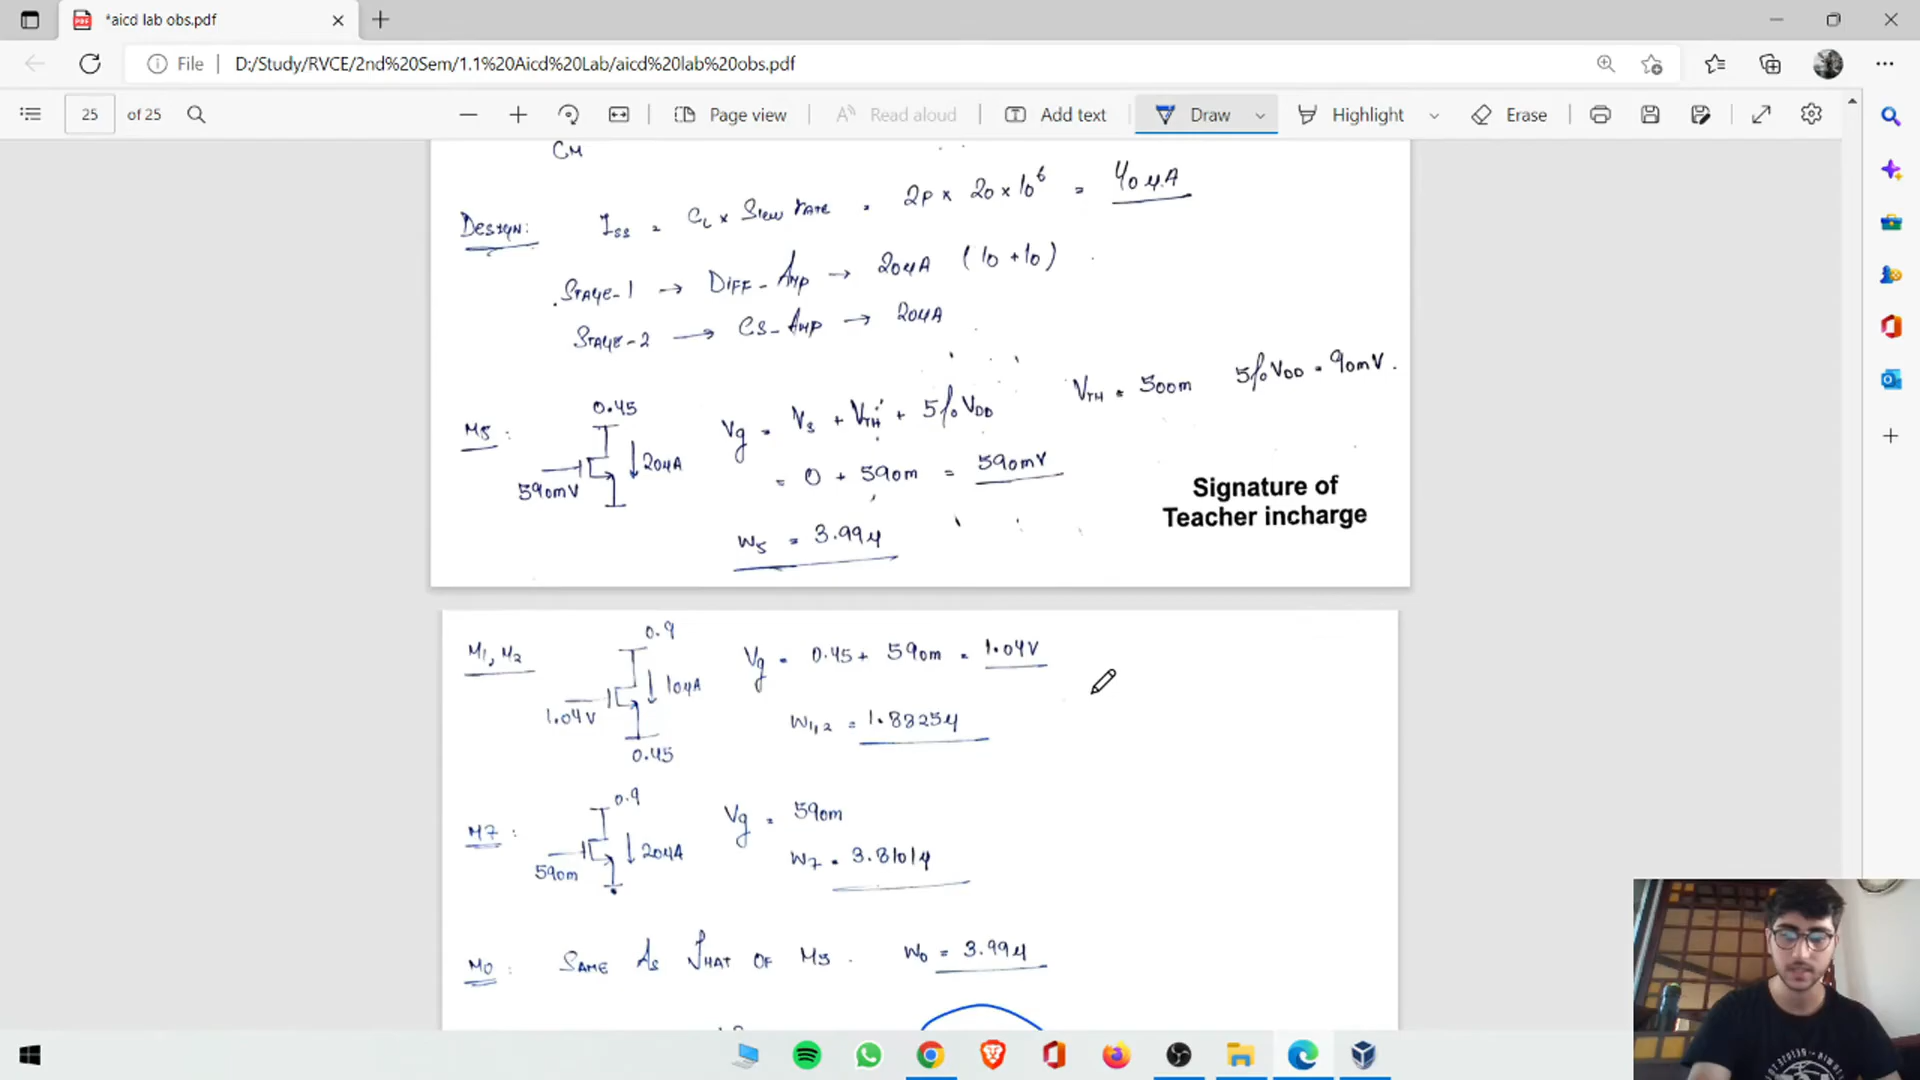 *aicd lab obs.pdf
File
D:/Study/RVCE/2nd%20Sem/1.1%20Aicd%20Lab/aicd%20lab%20obs.pdf
25 of 25
Page view
Read aloud
Add text
Draw
Highlight
Erase
CM
DESIGN: Iss = CL x Slew rate = 2p x 20 x 10^6 = 40µA
STAGE-1 → DIFF-AMP → 20µA (10+10)
STAGE-2 → CS-AMP → 20µA
M5: 0.45 20µA 590mV
Vg = Vs + VTH + 5% VDD VTH = 500m 5% VDD = 90mV.
= 0 + 590m = 590mV
W5 = 3.99µ
Signature of
Teacher incharge
M1, M2 0.9 10µA 1.04V 0.45
Vg = 0.45 + 590m = 1.04V
W1,2 = 1.8825µ
M7: 0.9 20µA 590m
Vg = 590m
W7 = 3.8101µ
M0: SAME AS THAT OF M5. W0 = 3.99µ